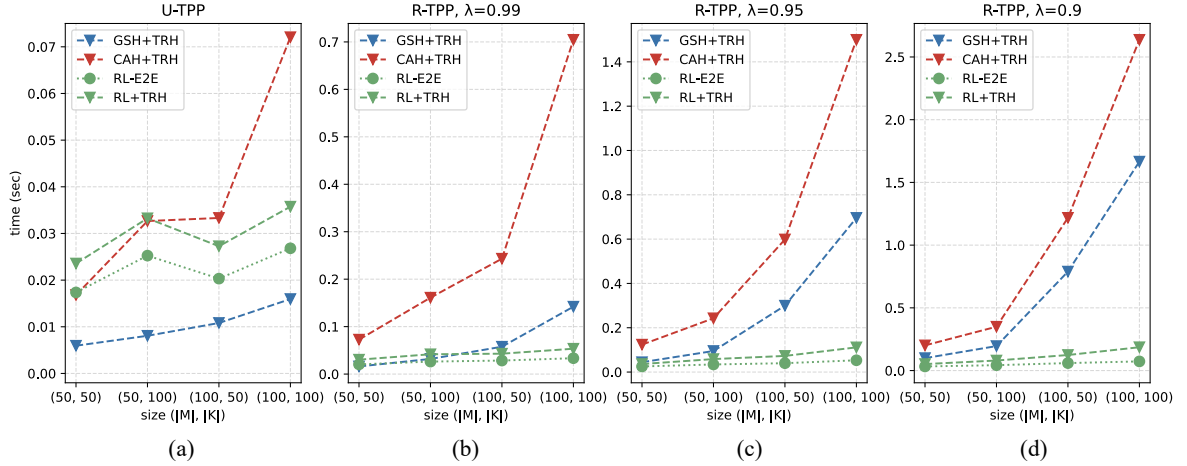 U-TPP
0.07
0.06
0.05
0.04
0.03
0.02
0.01
0.00
time (sec)
GSH+TRH
CAH+TRH
RL-E2E
RL+TRH
(50, 50) (50, 100) (100, 50) (100, 100)
size (|M|, |K|)
(a)
R-TPP, λ=0.99
0.7
0.6
0.5
0.4
0.3
0.2
0.1
0.0
GSH+TRH
CAH+TRH
RL-E2E
RL+TRH
(50, 50) (50, 100) (100, 50) (100, 100)
size (|M|, |K|)
(b)
R-TPP, λ=0.95
1.4
1.2
1.0
0.8
0.6
0.4
0.2
0.0
GSH+TRH
CAH+TRH
RL-E2E
RL+TRH
(50, 50) (50, 100) (100, 50) (100, 100)
size (|M|, |K|)
(c)
R-TPP, λ=0.9
2.5
2.0
1.5
1.0
0.5
0.0
GSH+TRH
CAH+TRH
RL-E2E
RL+TRH
(50, 50) (50, 100) (100, 50) (100, 100)
size (|M|, |K|)
(d)